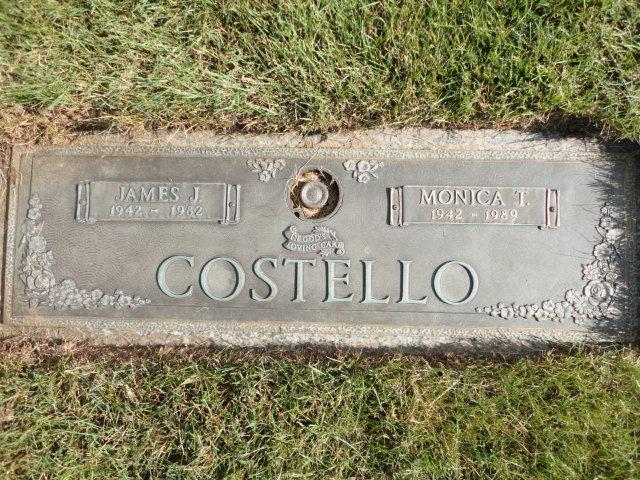 JAMES J.
1942 - 1982
MONICA T.
1942 - 1989
IN GOD'S
LOVING CARE
COSTELLO